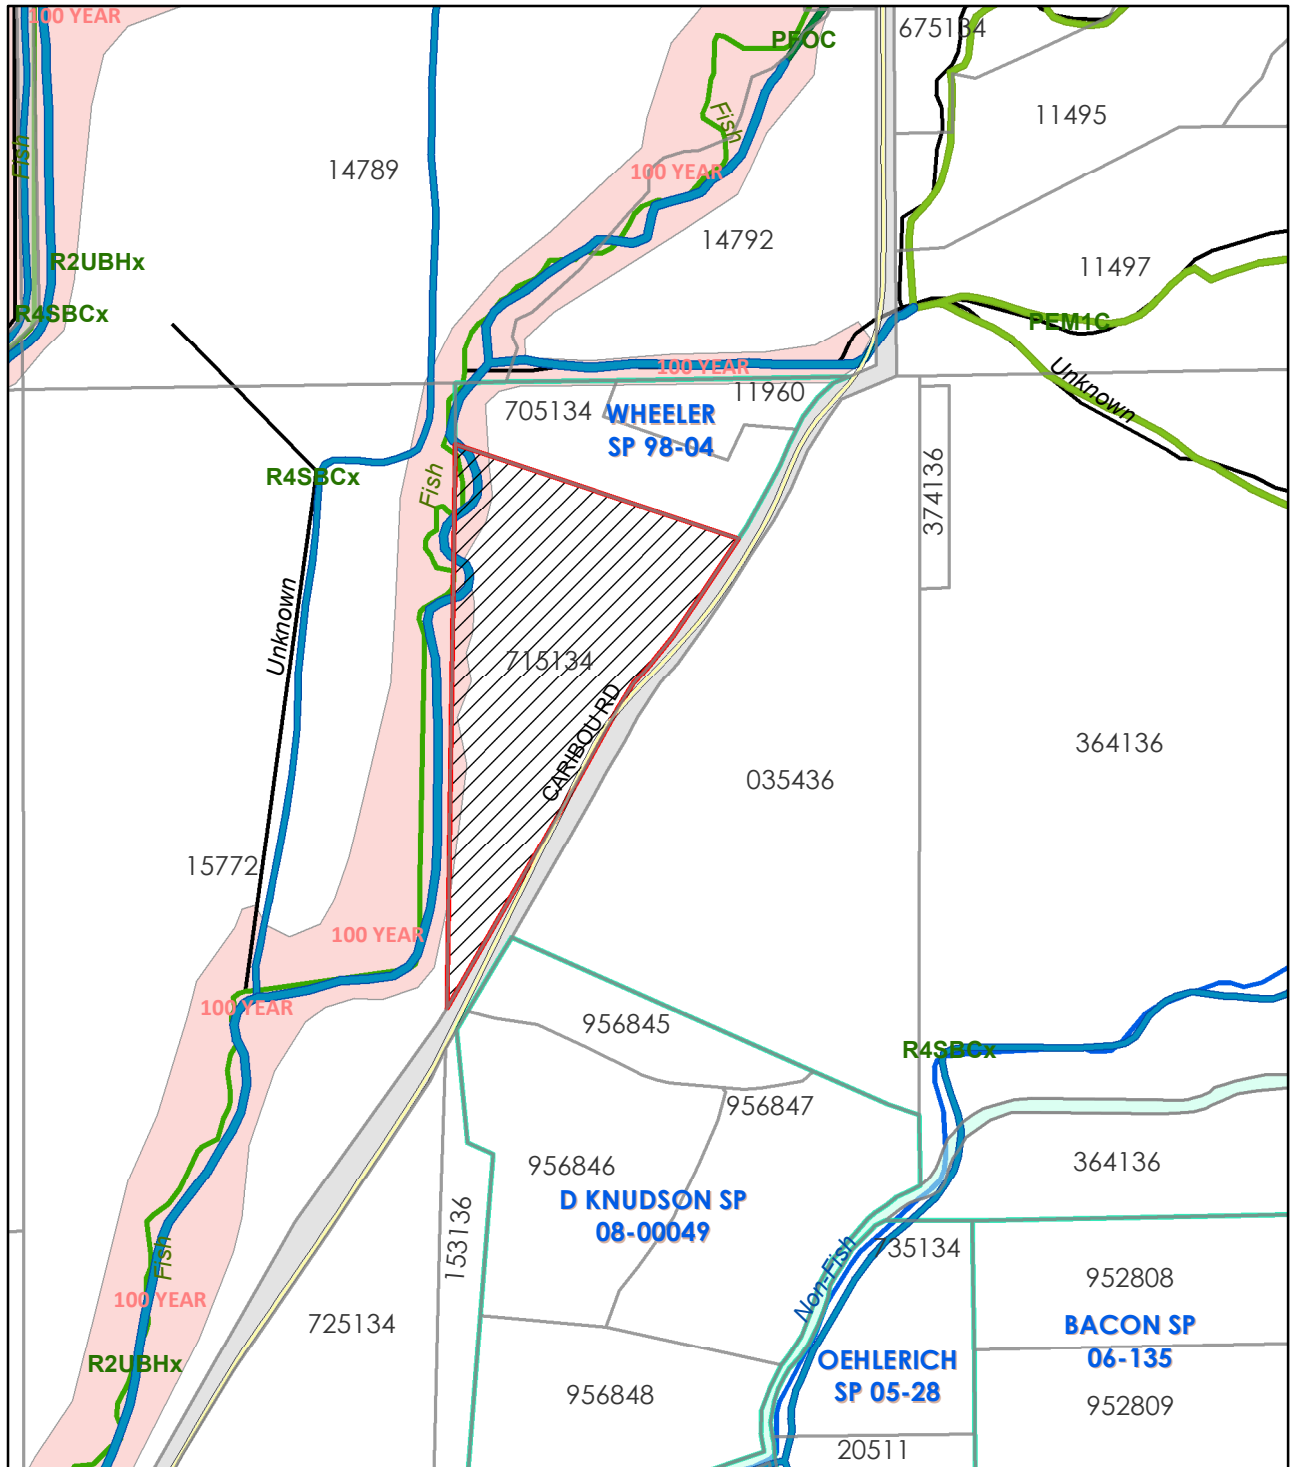 100 YEAR
PFOC
675134
Fish
11495
Fish
14789
100 YEAR
14792
R2UBHx
11497
R4SBCx
PEM1C
100 YEAR
Unknown
11960
705134
WHEELER
SP 98-04
R4SBCx
Fish
374136
Unknown
715134
CARIBOU RD
364136
035436
15772
100 YEAR
100 YEAR
956845
R4SBCx
956847
956846
364136
D KNUDSON SP
08-00049
153136
735134
Non-Fish
Fish
952808
100 YEAR
725134
BACON SP
06-135
R2UBHx
OEHLERICH
SP 05-28
956848
952809
20511